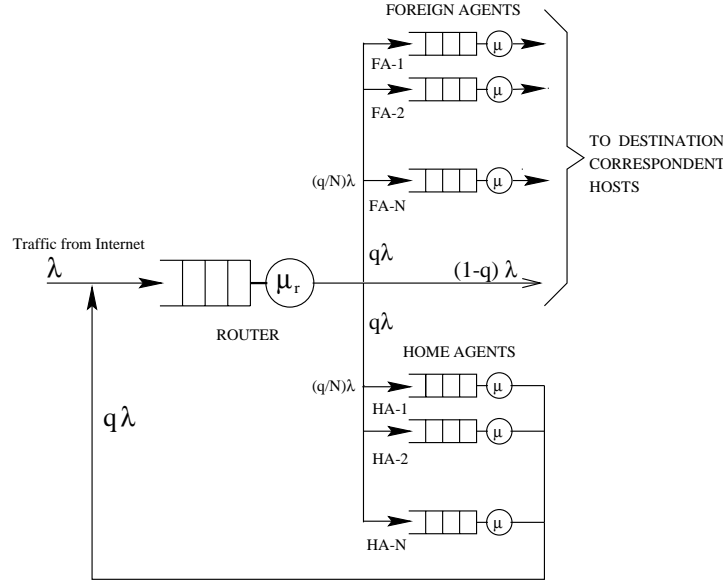 FOREIGN AGENTS
μ
FA-1
μ
FA-2
TO DESTINATION
CORRESPONDENT
HOSTS
(q/N)λ
μ
FA-N
Traffic from Internet
λ
qλ
(1-q) λ
μr
ROUTER
qλ
HOME AGENTS
(q/N)λ
μ
HA-1
qλ
μ
HA-2
μ
HA-N